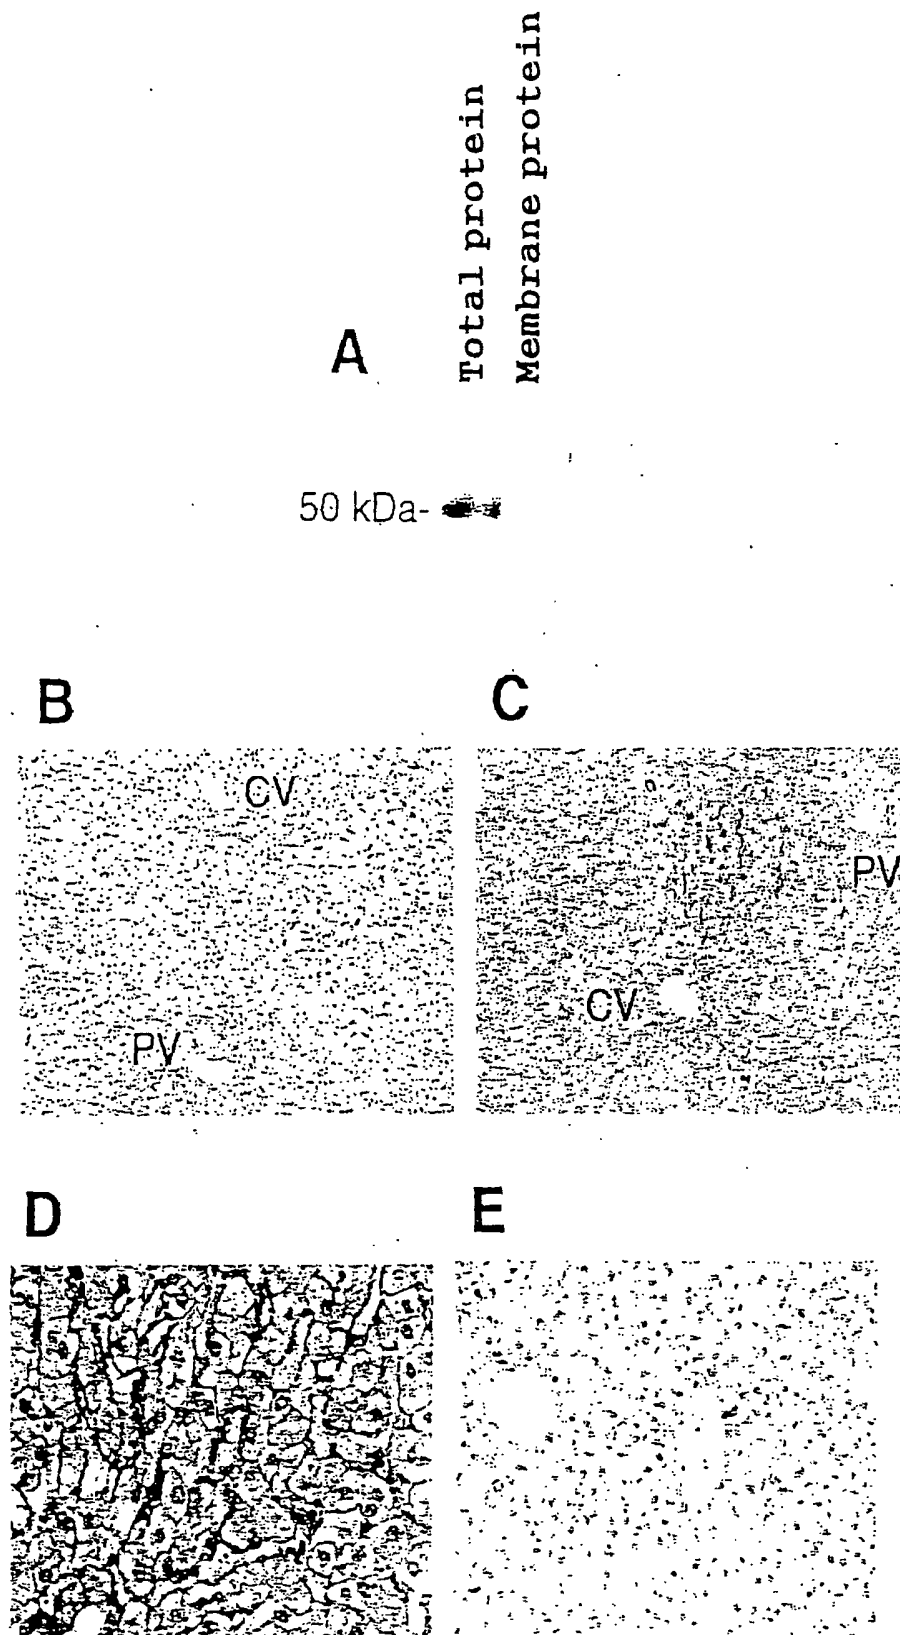 Total protein
Membrane protein
A
50 kDa-
B
C
CV
PV
PV
CV
D
E